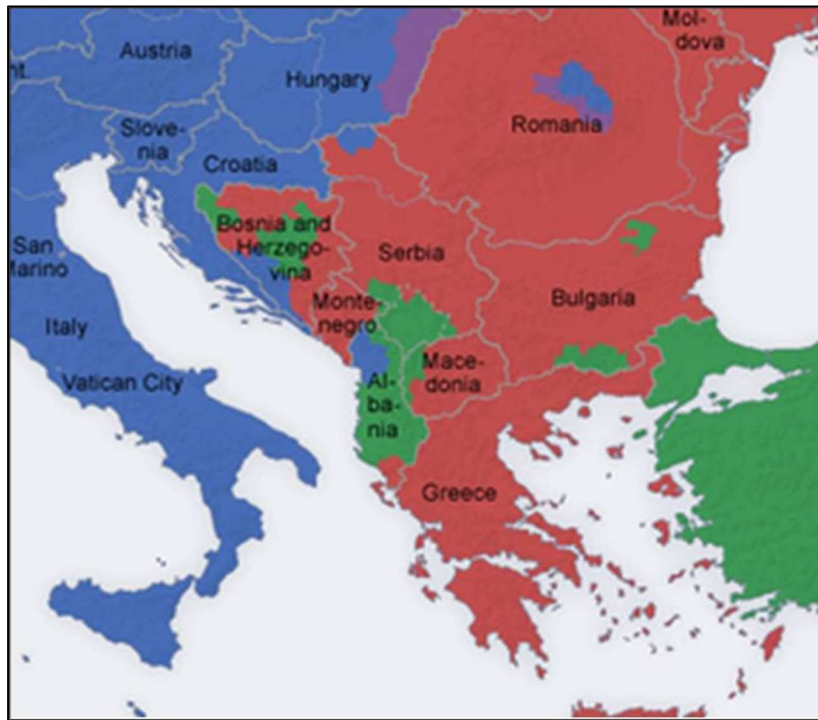 Mol-
dova
Austria
Hungary
nt.
Romania
Slove-
nia
Croatia
Bosnia and
Herzego-
vina
Serbia
San
Marino
Monte-
negro
Bulgaria
Italy
Mace-
donia
Vatican City
Al-
ba-
nia
Greece